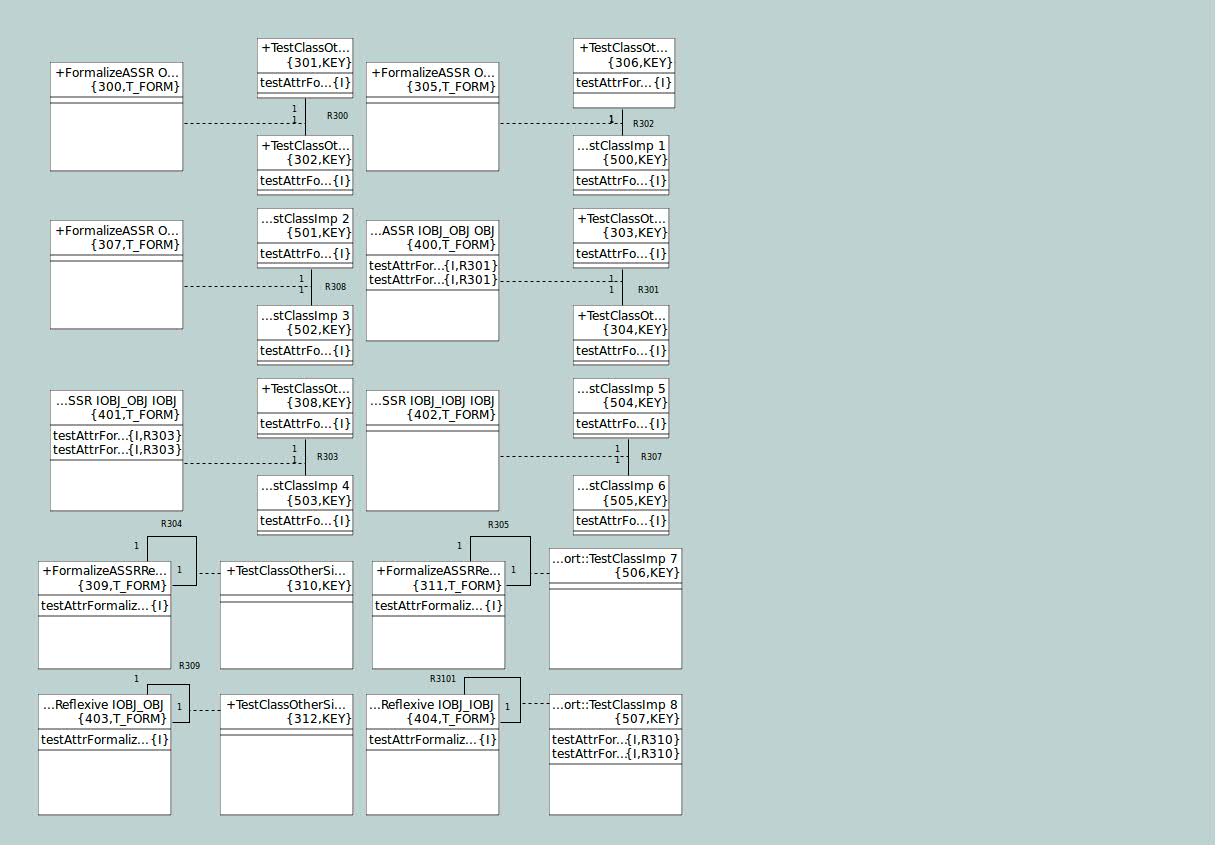 +FormalizeASSR O...
{300,T_FORM}
+TestClassOt...
{301,KEY}
testAttrFo...{I}
1
1
R300
+TestClassOt...
{302,KEY}
testAttrFo...{I}
+FormalizeASSR O...
{305,T_FORM}
+TestClassOt...
{306,KEY}
testAttrFor...{I}
1
R302
...stClassImp 1
{500,KEY}
testAttrFo...{I}
+FormalizeASSR O...
{307,T_FORM}
...stClassImp 2
{501,KEY}
testAttrFo...{I}
1
1
R308
...stClassImp 3
{502,KEY}
testAttrFo...{I}
...ASSR IOBJ_OBJ OBJ
{400,T_FORM}
testAttrFor...{I,R301}
testAttrFor...{I,R301}
+TestClassOt...
{303,KEY}
testAttrFo...{I}
1
1
R301
+TestClassOt...
{304,KEY}
testAttrFo...{I}
...SSR IOBJ_OBJ IOBJ
{401,T_FORM}
testAttrFor...{I,R303}
testAttrFor...{I,R303}
+TestClassOt...
{308,KEY}
testAttrFo...{I}
1
1
R303
...stClassImp 4
{503,KEY}
testAttrFo...{I}
...SSR IOBJ_IOBJ IOBJ
{402,T_FORM}
...stClassImp 5
{504,KEY}
testAttrFo...{I}
1
1
R307
...stClassImp 6
{505,KEY}
testAttrFo...{I}
R304
1
1
+FormalizeASSRRe...
{309,T_FORM}
testAttrFormaliz...{I}
+TestClassOtherSi...
{310,KEY}
R305
1
1
+FormalizeASSRRe...
{311,T_FORM}
testAttrFormaliz...{I}
...ort::TestClassImp 7
{506,KEY}
R309
1
1
...Reflexive IOBJ_OBJ
{403,T_FORM}
testAttrFormaliz...{I}
+TestClassOtherSi...
{312,KEY}
R3101
1
...Reflexive IOBJ_IOBJ
{404,T_FORM}
testAttrFormaliz...{I}
...ort::TestClassImp 8
{507,KEY}
testAttrFor...{I,R310}
testAttrFor...{I,R310}